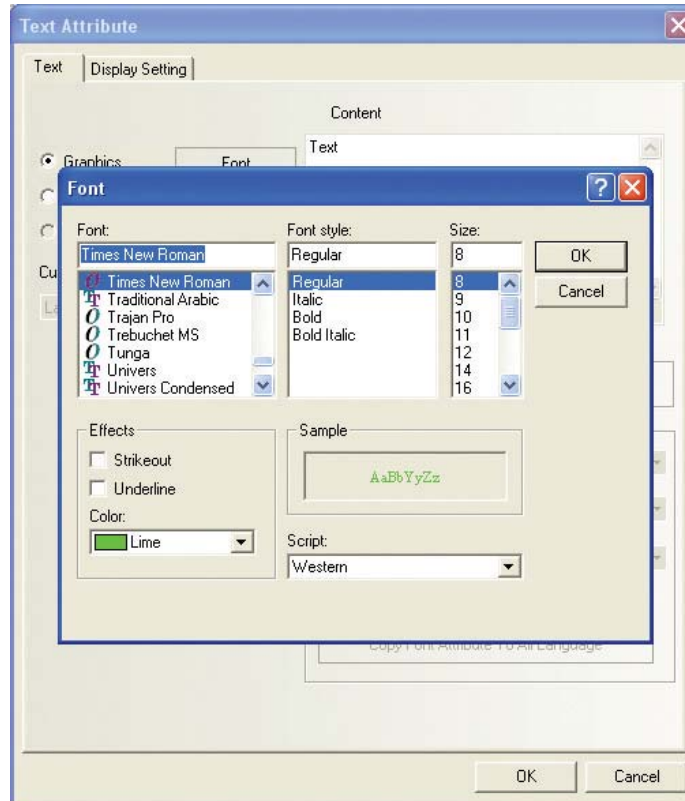 Text Attribute
Text
Display Setting
Content
Graphics
Font
Text
Font
Font:
Font style:
Size:
Times New Roman
Regular
8
OK
Cancel
Times New Roman
Traditional Arabic
Trajan Pro
Trebuchet MS
Tunga
Univers
Univers Condensed
Regular
Italic
Bold
Bold Italic
8
9
10
11
12
14
16
Effects
Strikeout
Underline
Color:
Lime
Sample
AaBbYyZz
Script:
Western
Copy Font Attribute To All Language
OK
Cancel